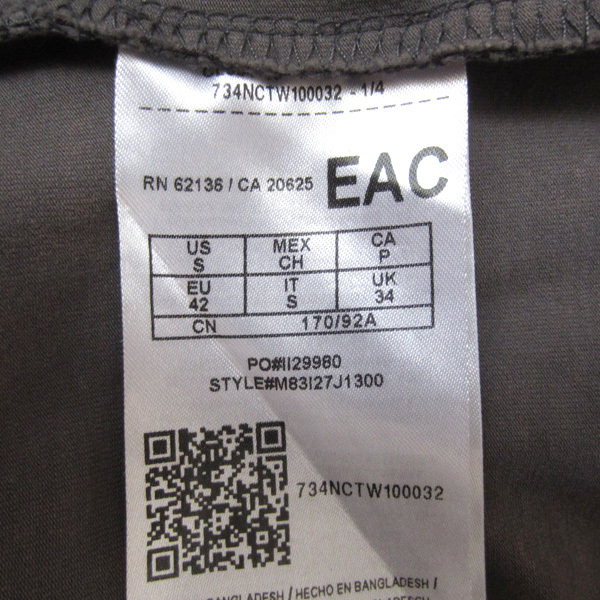 734NCTW100032 - 1/4
RN 62136 / CA 20625
EAC
US S MEX CH CA P
EU 42 IT S UK 34
CN 170/92A
PO#II29980
STYLE#M83I27J1300
734NCTW100032
BANGLADESH / HECHO EN BANGLADESH /